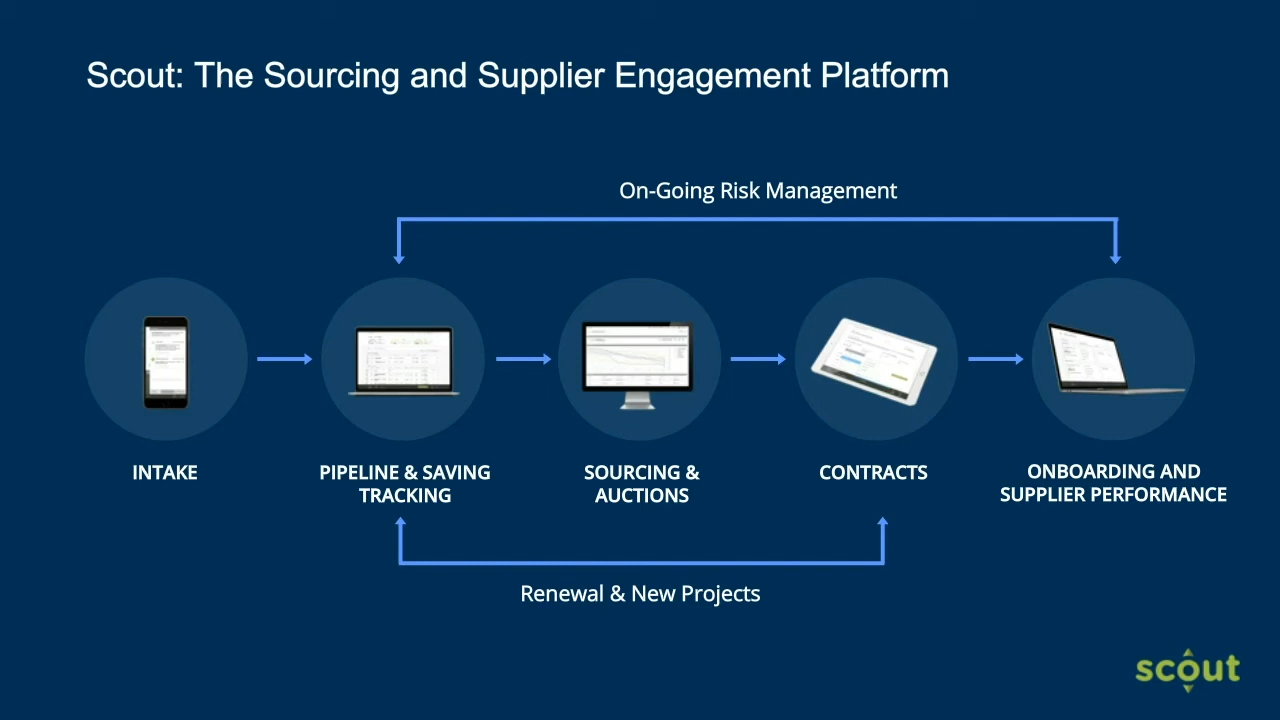 Scout: The Sourcing and Supplier Engagement Platform
On-Going Risk Management
INTAKE
PIPELINE & SAVING
TRACKING
SOURCING &
AUCTIONS
CONTRACTS
ONBOARDING AND
SUPPLIER PERFORMANCE
Renewal & New Projects
scout